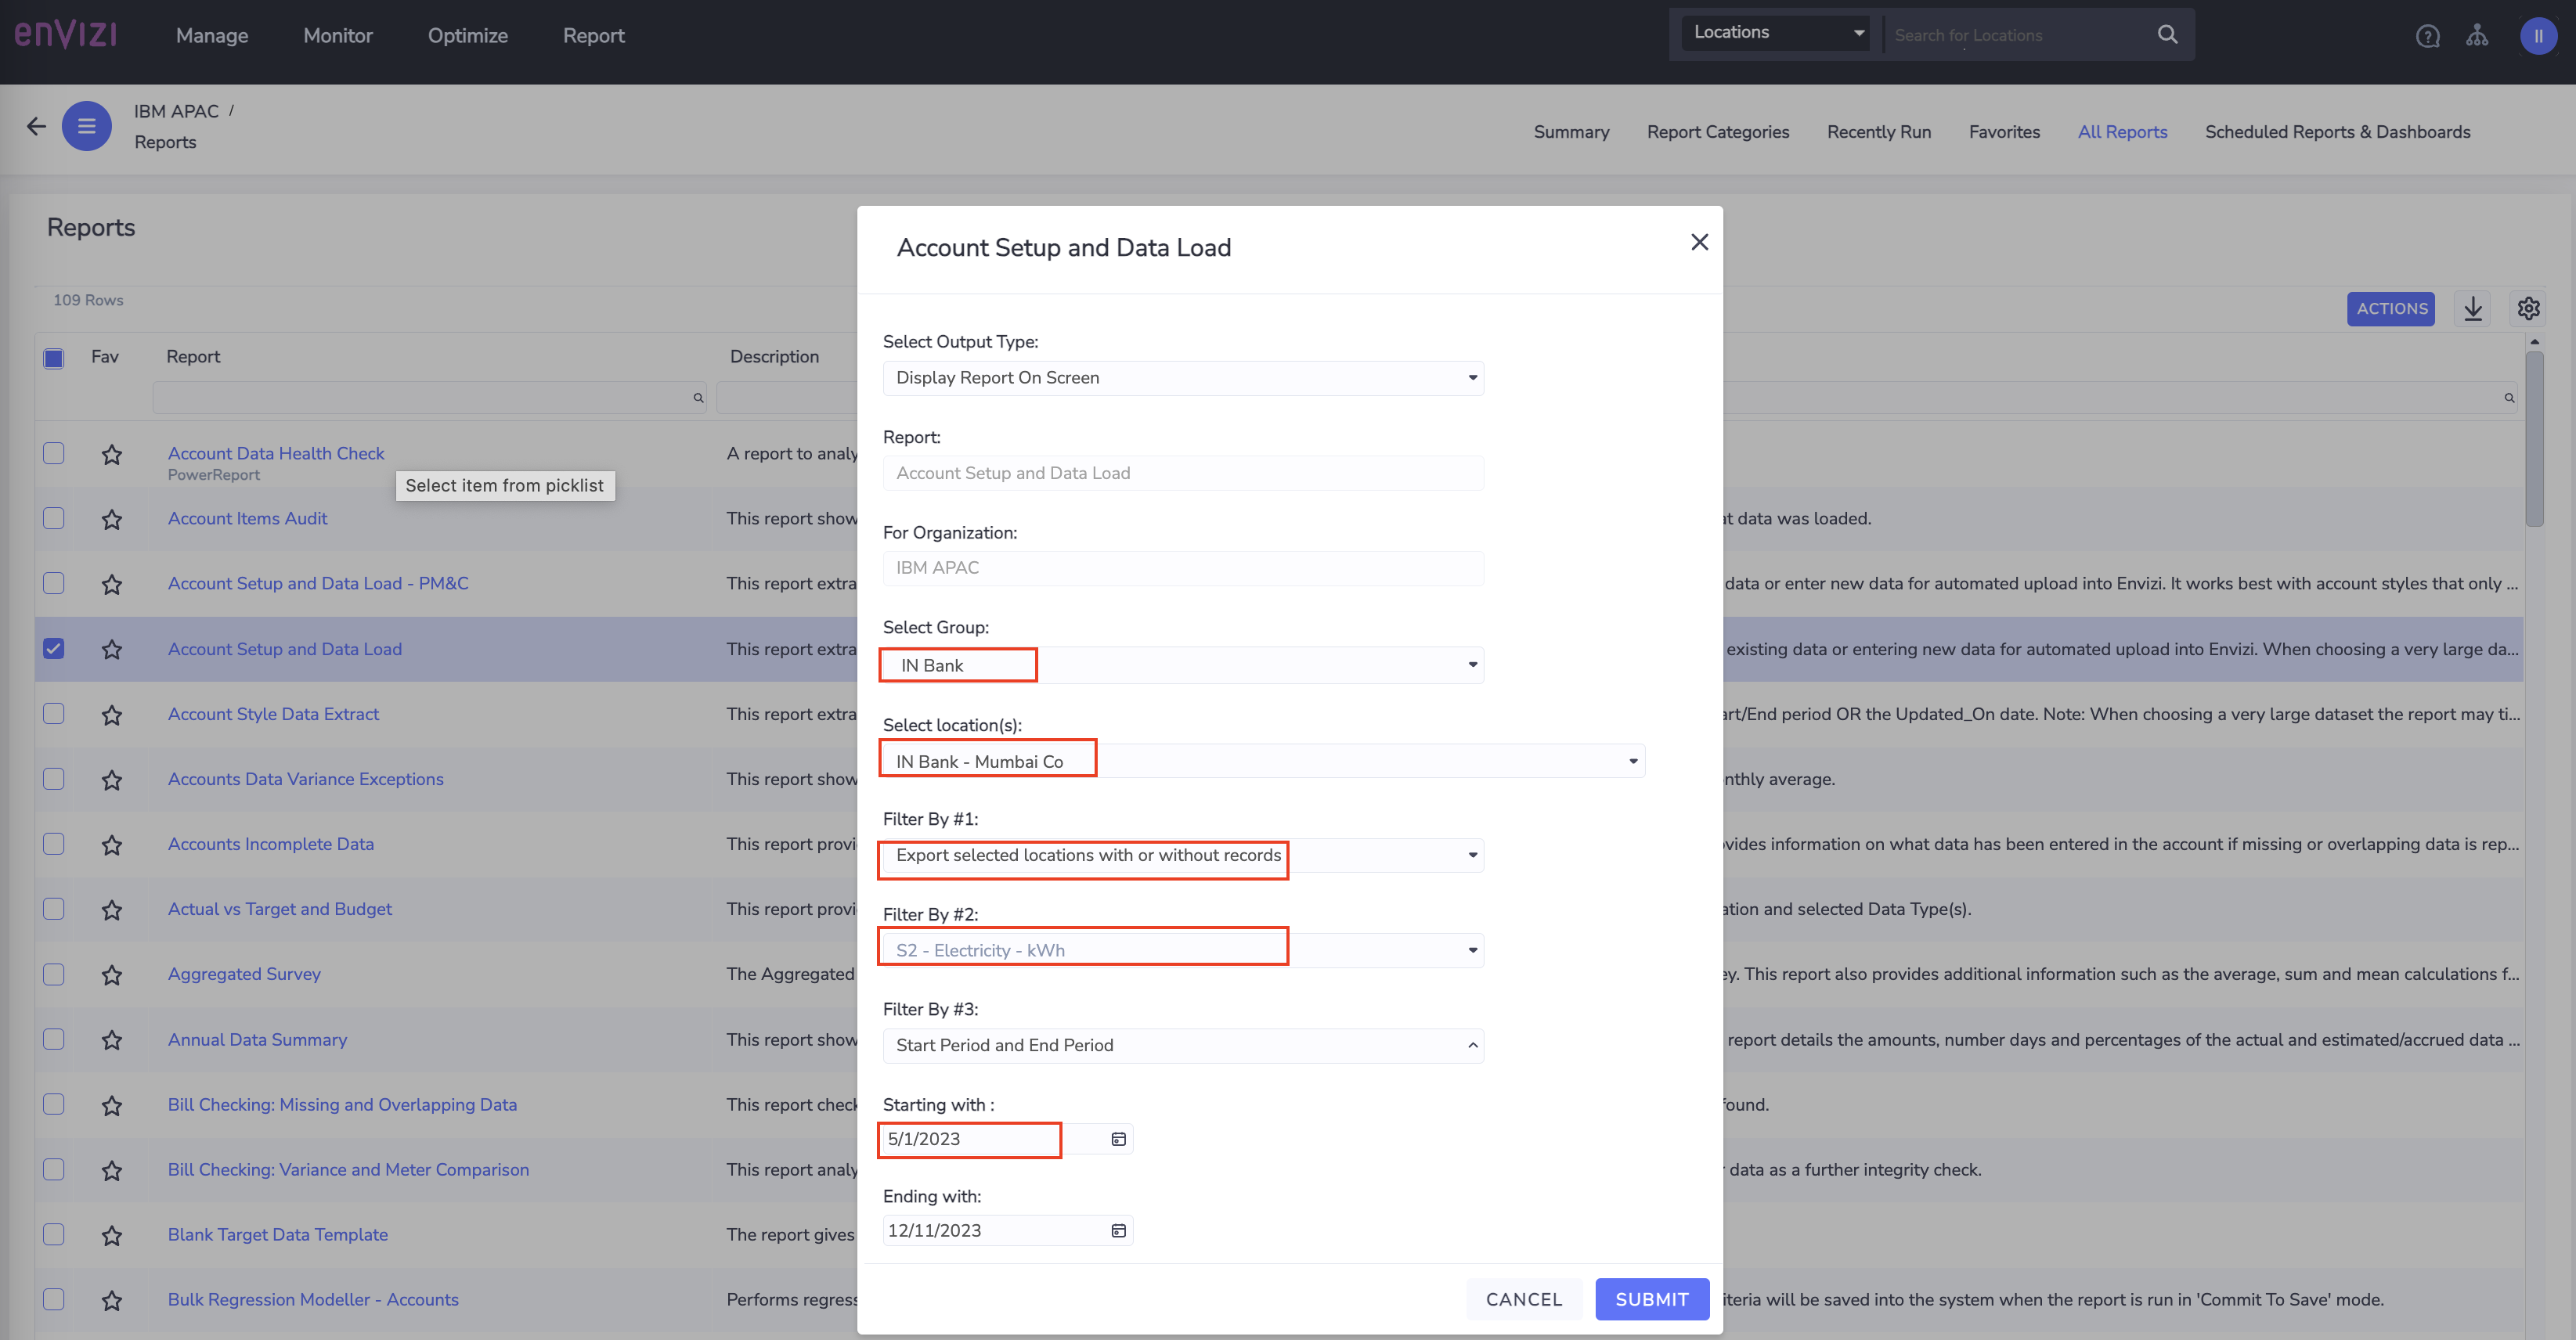 enVIZI
Manage Monitor Optimize Report
Locations
Search for Locations
II
IBM APAC /
Reports
Summary Report Categories Recently Run Favorites All Reports Scheduled Reports & Dashboards
Reports
109 Rows
ACTIONS
Fav Report Description
Account Data Health Check
A report to analy
PowerReport
Select item from picklist
Account Items Audit
This report show
at data was loaded.
Account Setup and Data Load - PM&C
This report extra
data or enter new data for automated upload into Envizi. It works best with account styles that only ...
Account Setup and Data Load
This report extra
existing data or entering new data for automated upload into Envizi. When choosing a very large da...
Account Style Data Extract
This report extra
art/End period OR the Updated_On date. Note: When choosing a very large dataset the report may ti...
Accounts Data Variance Exceptions
This report show
nthly average.
Accounts Incomplete Data
This report provi
vides information on what data has been entered in the account if missing or overlapping data is rep...
Actual vs Target and Budget
This report provi
ation and selected Data Type(s).
Aggregated Survey
The Aggregated
ey. This report also provides additional information such as the average, sum and mean calculations f...
Annual Data Summary
This report show
report details the amounts, number days and percentages of the actual and estimated/accrued data ...
Bill Checking: Missing and Overlapping Data
This report check
found.
Bill Checking: Variance and Meter Comparison
This report analy
data as a further integrity check.
Blank Target Data Template
The report gives
Bulk Regression Modeller - Accounts
Performs regress
iteria will be saved into the system when the report is run in 'Commit To Save' mode.
Account Setup and Data Load
Select Output Type:
Display Report On Screen
Report:
Account Setup and Data Load
For Organization:
IBM APAC
Select Group:
IN Bank
Select location(s):
IN Bank - Mumbai Co
Filter By #1:
Export selected locations with or without records
Filter By #2:
S2 - Electricity - kWh
Filter By #3:
Start Period and End Period
Starting with :
5/1/2023
Ending with:
12/11/2023
CANCEL SUBMIT